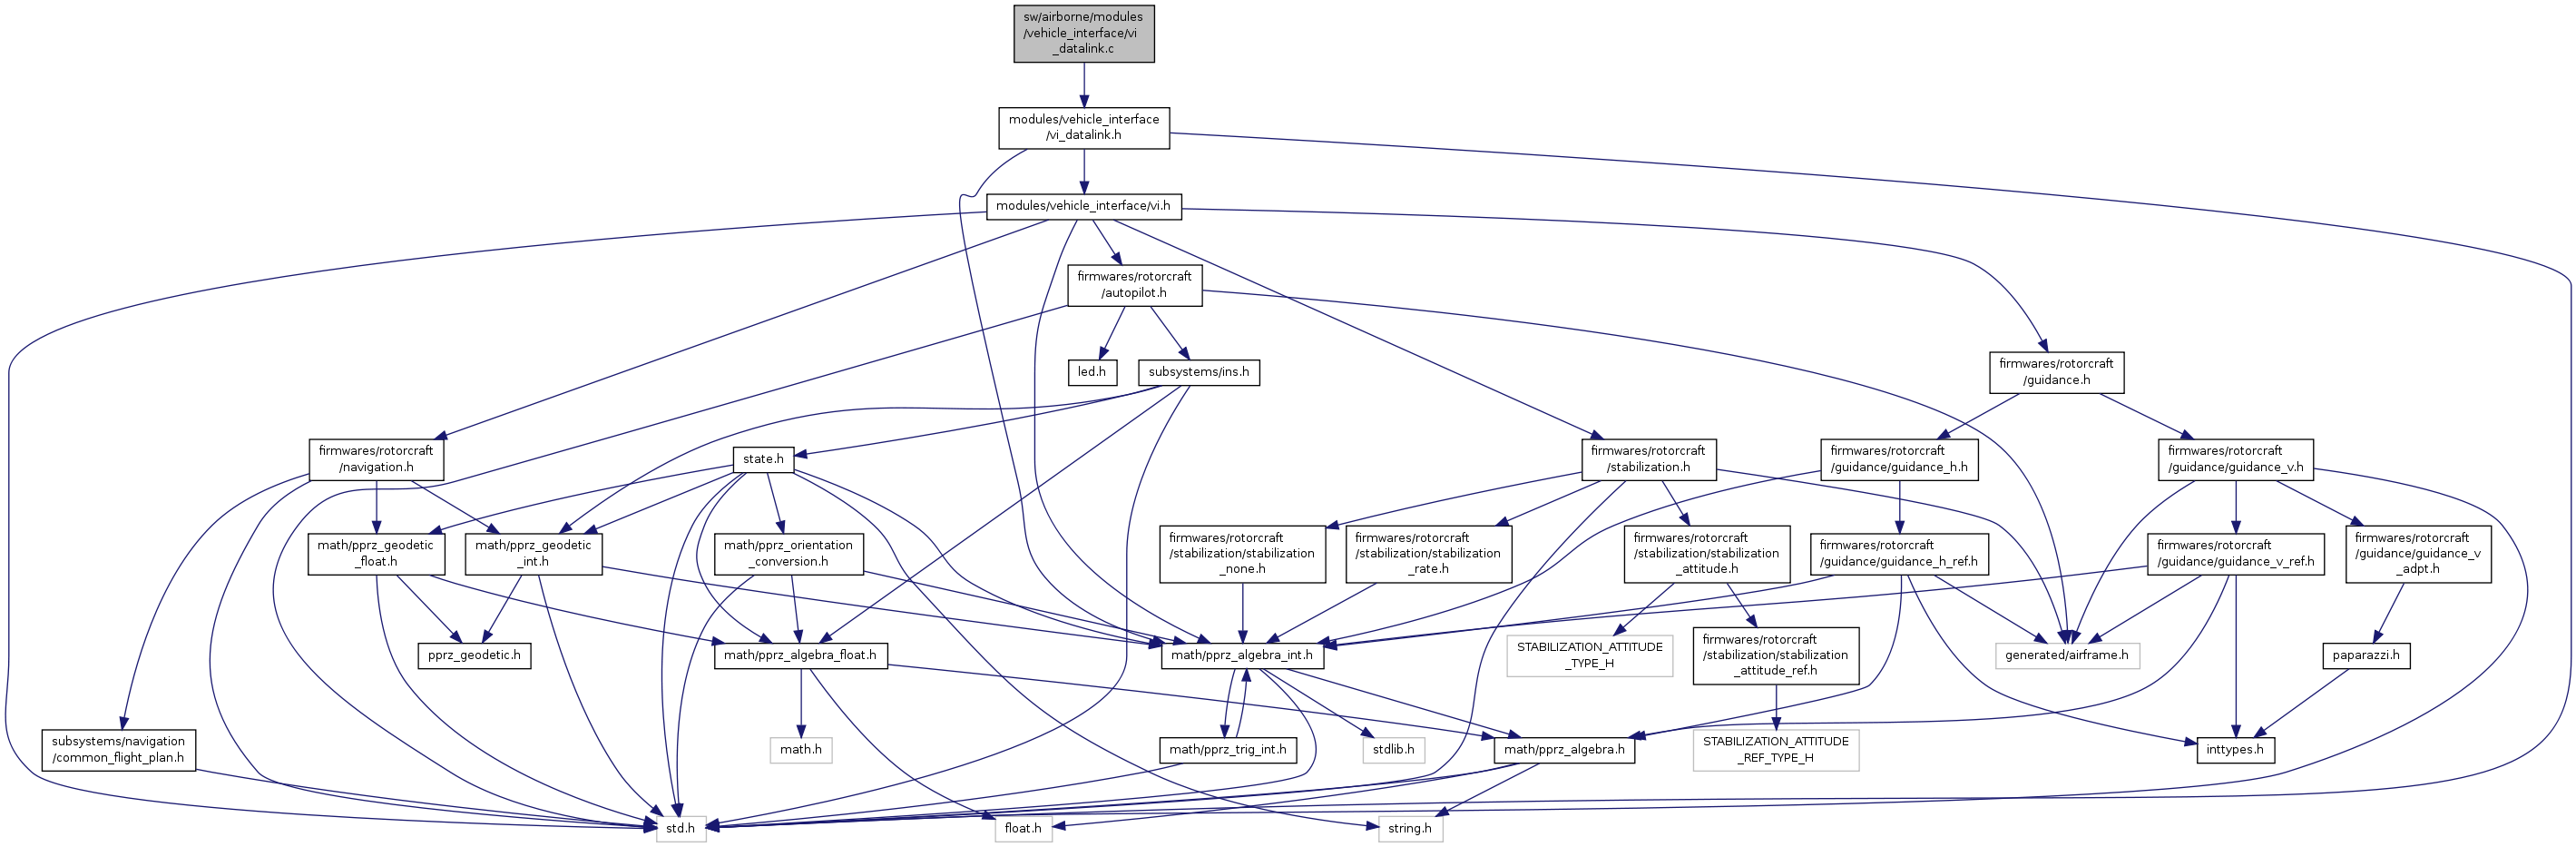 sw/airborne/modules
/vehicle_interface/vi
_datalink.c
modules/vehicle_interface
/vi_datalink.h
modules/vehicle_interface/vi.h
firmwares/rotorcraft
/autopilot.h
led.h
subsystems/ins.h
firmwares/rotorcraft
/guidance.h
firmwares/rotorcraft
/navigation.h
state.h
firmwares/rotorcraft
/stabilization.h
firmwares/rotorcraft
/guidance/guidance_h.h
firmwares/rotorcraft
/guidance/guidance_v.h
math/pprz_geodetic
_float.h
math/pprz_geodetic
_int.h
math/pprz_orientation
_conversion.h
firmwares/rotorcraft
/stabilization/stabilization
_none.h
firmwares/rotorcraft
/stabilization/stabilization
_rate.h
firmwares/rotorcraft
/stabilization/stabilization
_attitude.h
firmwares/rotorcraft
/guidance/guidance_h_ref.h
firmwares/rotorcraft
/guidance/guidance_v_ref.h
firmwares/rotorcraft
/guidance/guidance_v
_adpt.h
pprz_geodetic.h
math/pprz_algebra_float.h
math/pprz_algebra_int.h
STABILIZATION_ATTITUDE
_TYPE_H
firmwares/rotorcraft
/stabilization/stabilization
_attitude_ref.h
generated/airframe.h
paparazzi.h
subsystems/navigation
/common_flight_plan.h
math.h
math/pprz_trig_int.h
stdlib.h
math/pprz_algebra.h
STABILIZATION_ATTITUDE
_REF_TYPE_H
inttypes.h
std.h
float.h
string.h